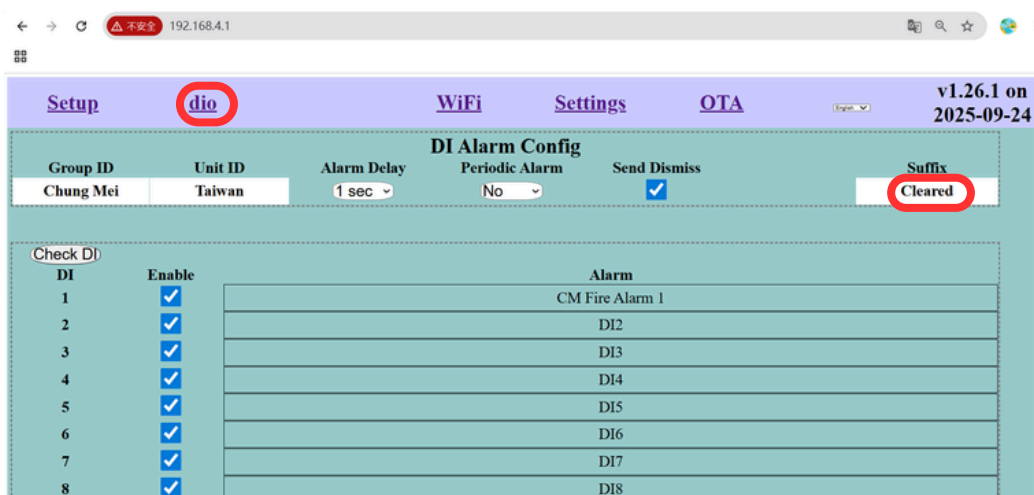 不安全 192.168.4.1
Setup dio WiFi Settings OTA English v1.26.1 on
2025-09-24
DI Alarm Config
Group ID Unit ID Alarm Delay Periodic Alarm Send Dismiss Suffix
Chung Mei Taiwan 1 sec No Cleared
Check DI
DI Enable Alarm
1 CM Fire Alarm 1
2 DI2
3 DI3
4 DI4
5 DI5
6 DI6
7 DI7
8 DI8